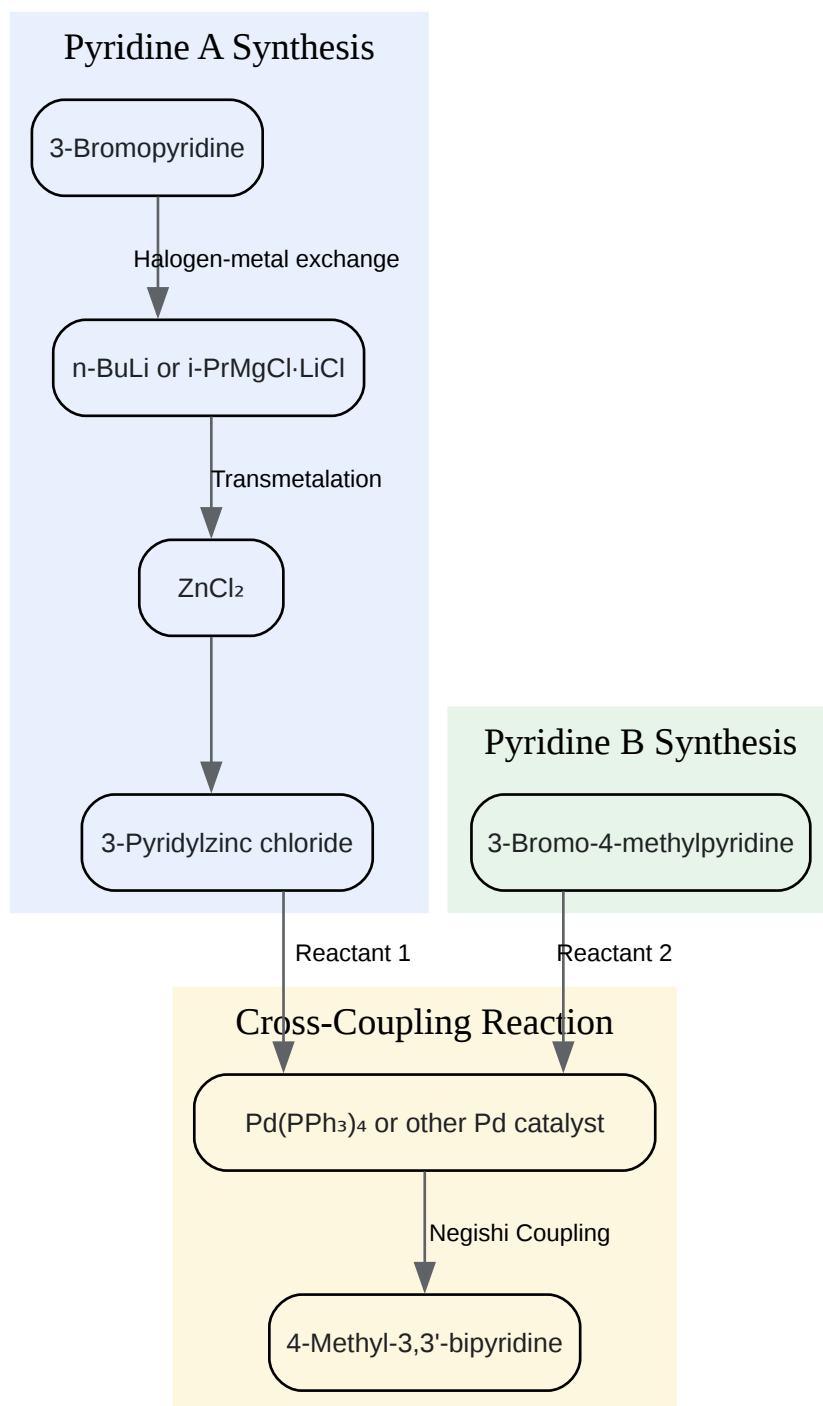 Pyridine A Synthesis
3-Bromopyridine
Halogen-metal exchange
n-BuLi or i-PrMgCl·LiCl
Transmetalation
ZnCl₂
3-Pyridylzinc chloride
Pyridine B Synthesis
3-Bromo-4-methylpyridine
Reactant 1
Reactant 2
Cross-Coupling Reaction
Pd(PPh₃)₄ or other Pd catalyst
Negishi Coupling
4-Methyl-3,3'-bipyridine